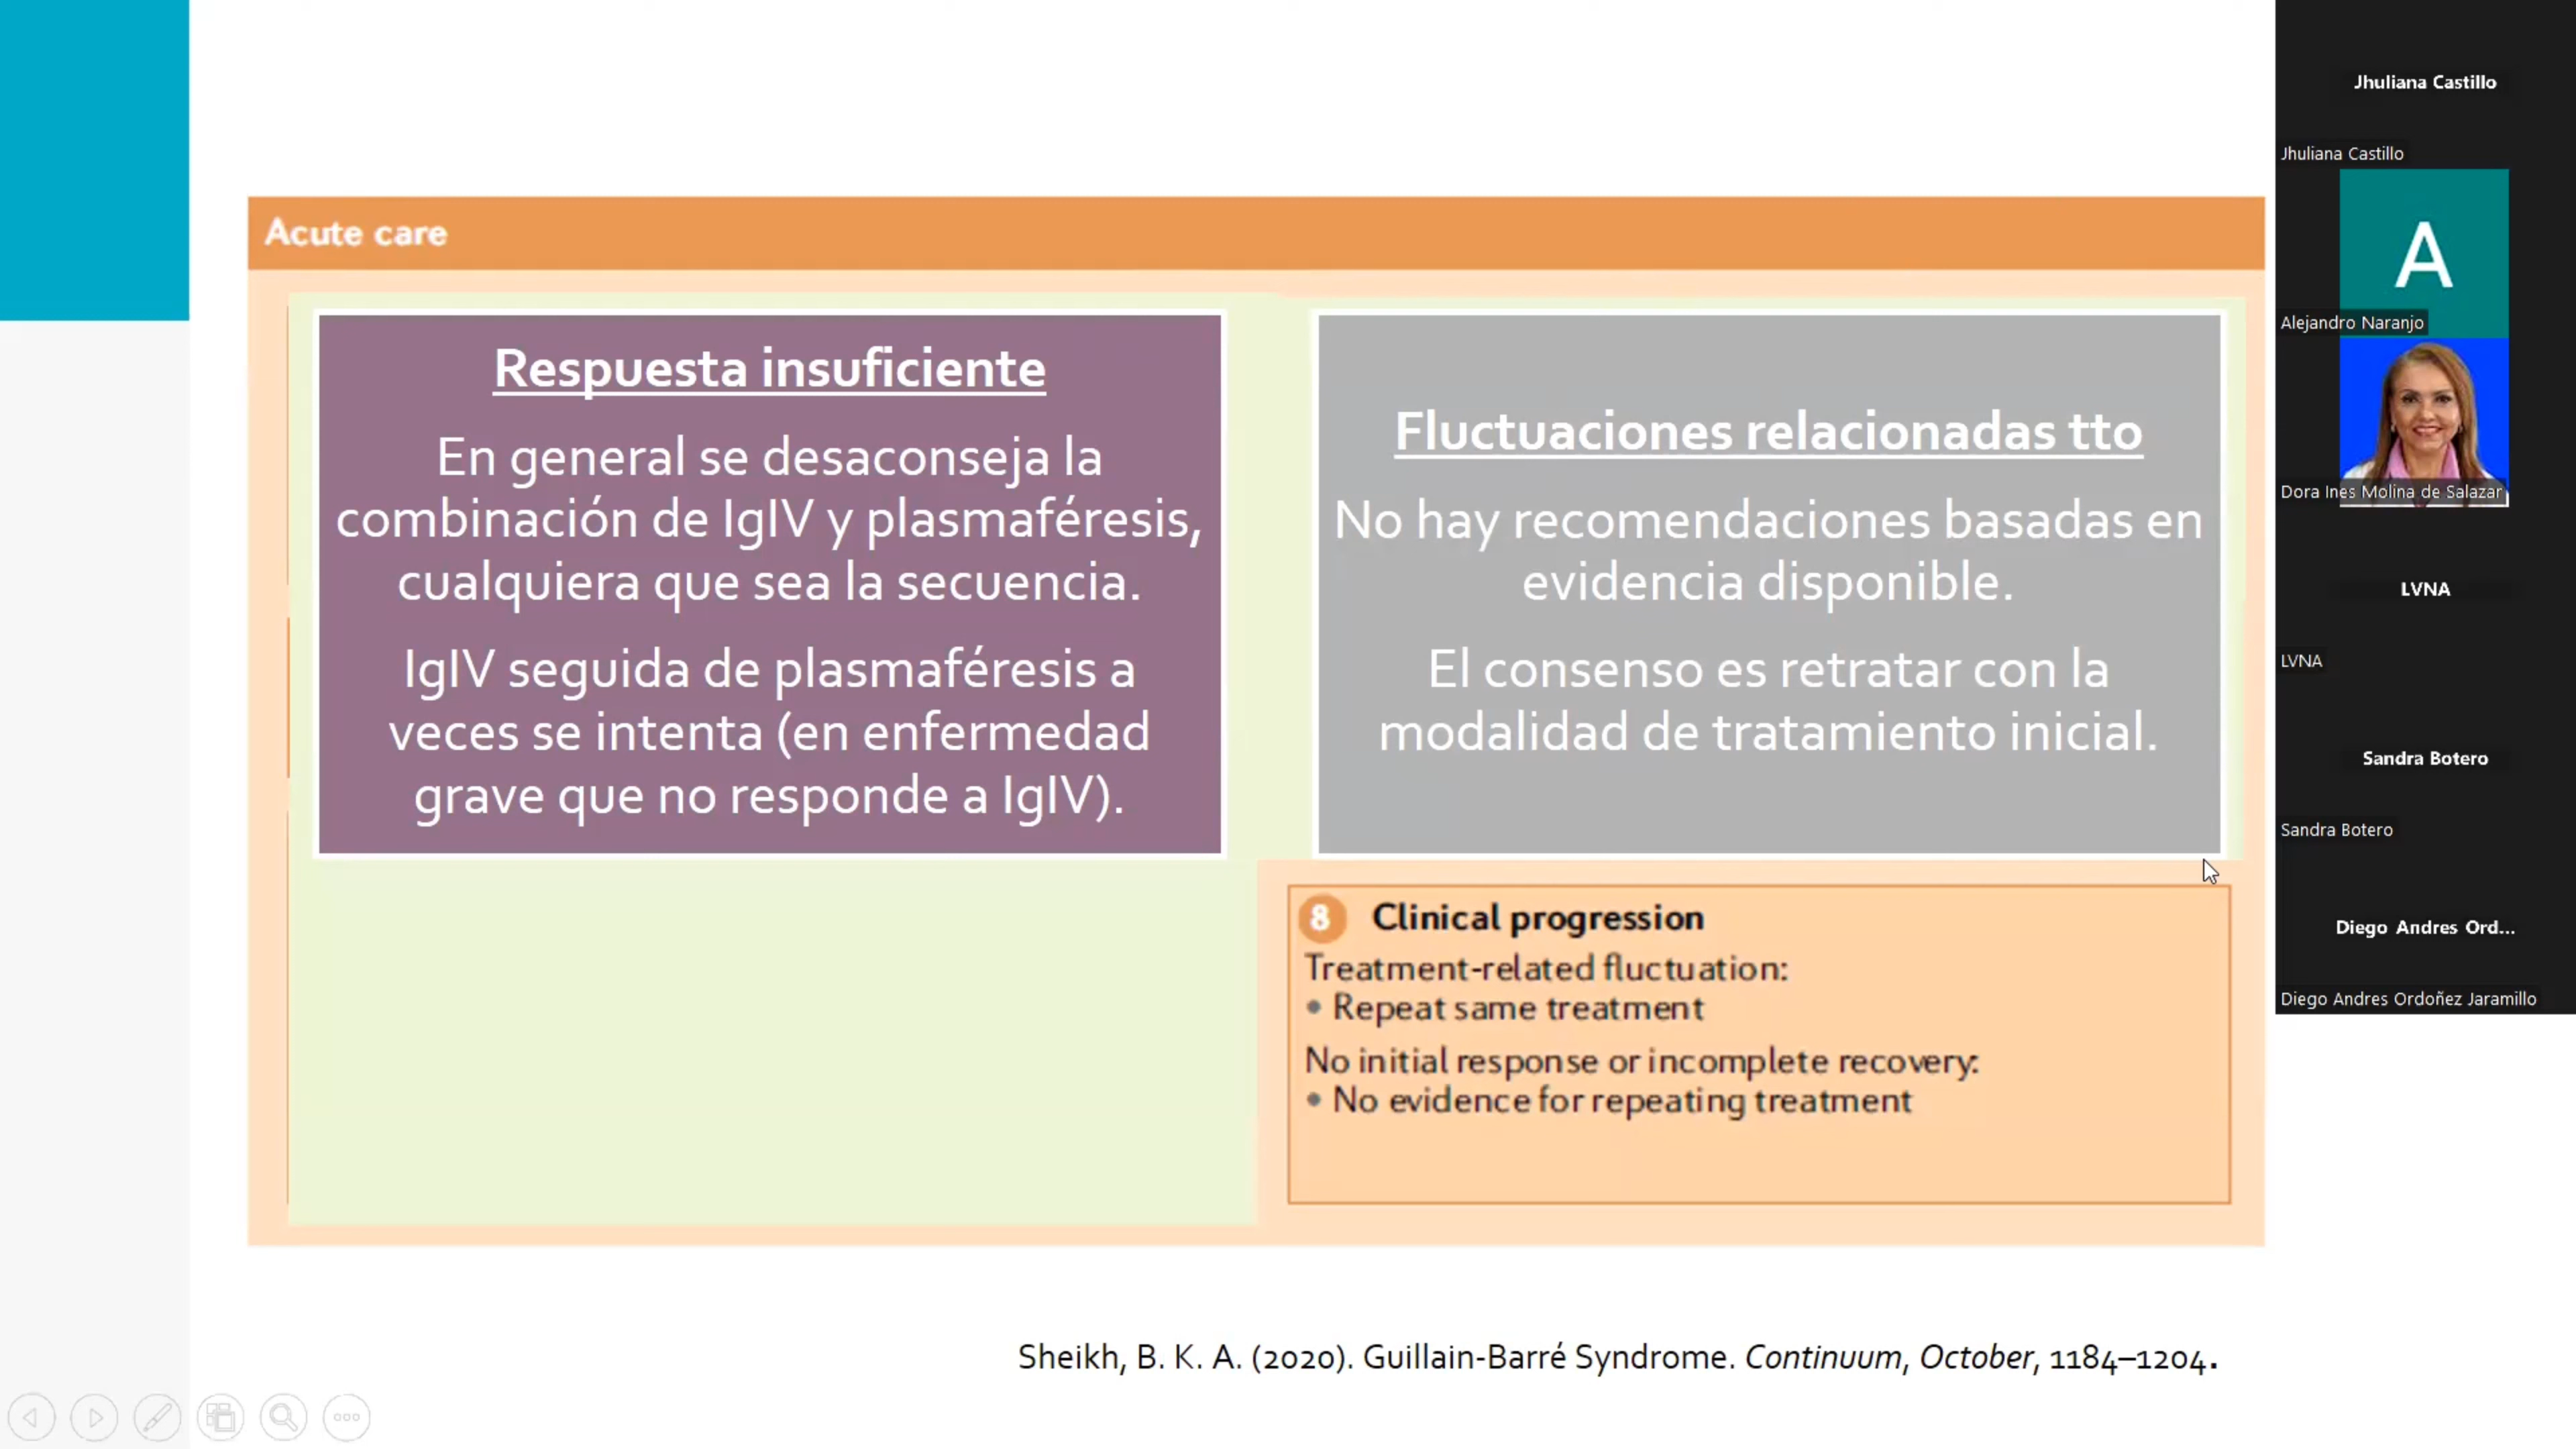 Acute care
Respuesta insuficiente
En general se desaconseja la
combinación de IgIV y plasmaféresis,
cualquiera que sea la secuencia.
IgIV seguida de plasmaféresis a
veces se intenta (en enfermedad
grave que no responde a IgIV).
Fluctuaciones relacionadas tto
No hay recomendaciones basadas en
evidencia disponible.
El consenso es retratar con la
modalidad de tratamiento inicial.
8 Clinical progression
Treatment-related fluctuation:
• Repeat same treatment
No initial response or incomplete recovery:
• No evidence for repeating treatment
Sheikh, B. K. A. (2020). Guillain-Barré Syndrome. Continuum, October, 1184–1204.
Jhuliana Castillo
Jhuliana Castillo
A
Alejandro Naranjo
Dora Ines Molina de Salazar
LVNA
LVNA
Sandra Botero
Sandra Botero
Diego Andres Ord...
Diego Andres Ordoñez Jaramillo